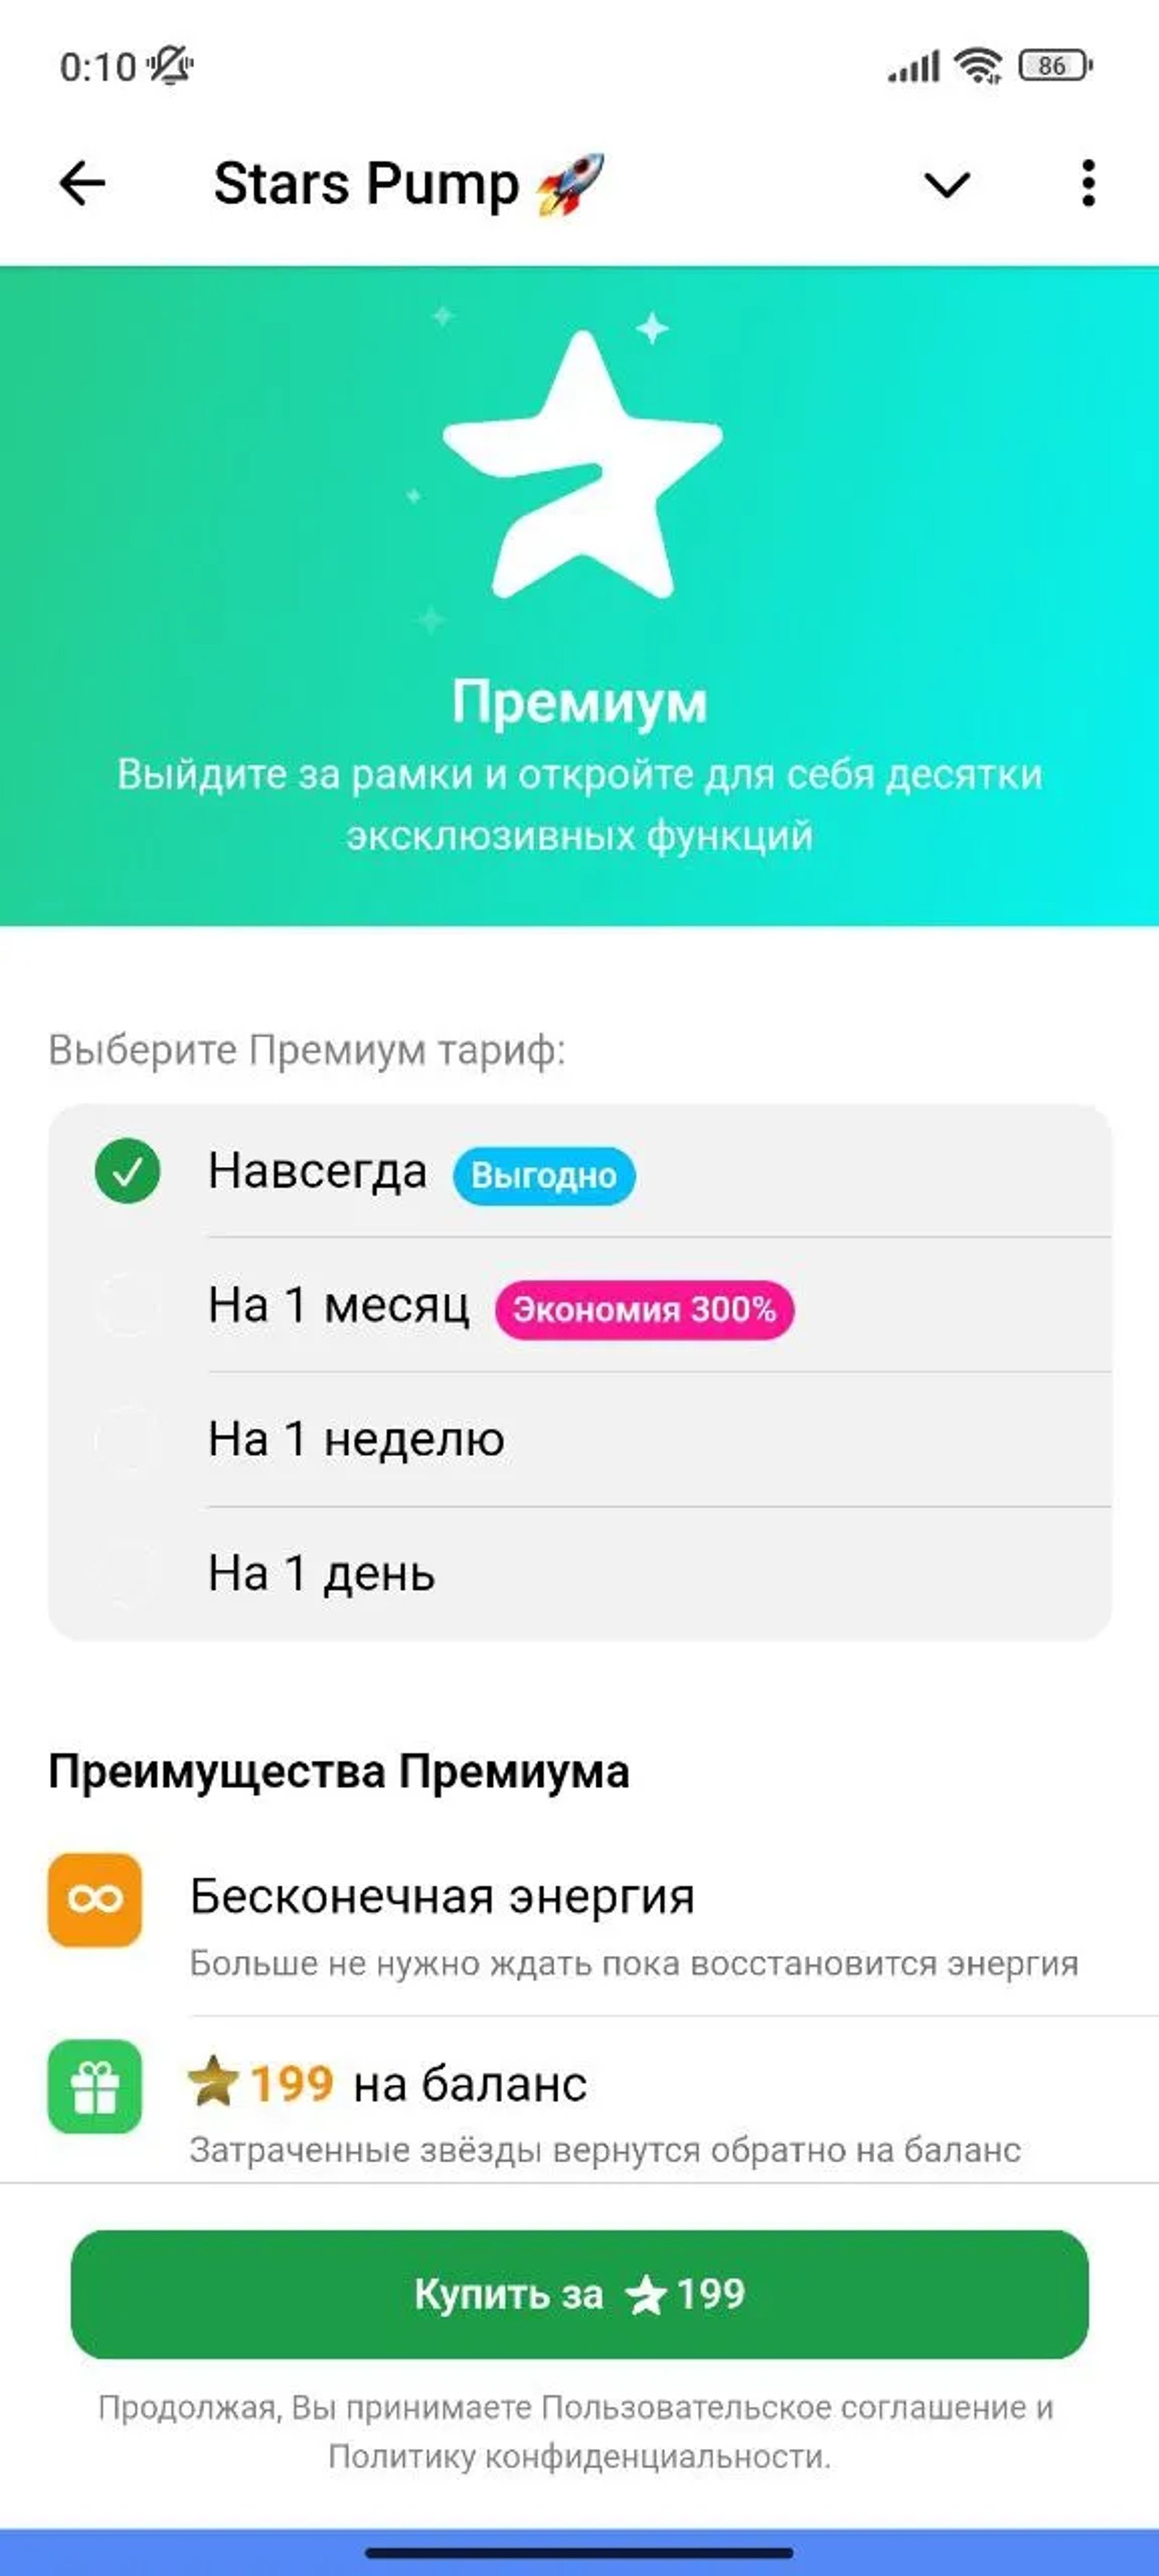 0:10
86
Stars Pump 🚀
Премиум
Выйдите за рамки и откройте для себя десятки
эксклюзивных функций
Выберите Премиум тариф:
Навсегда Выгодно
На 1 месяц Экономия 300%
На 1 неделю
На 1 день
Преимущества Премиума
Бесконечная энергия
Больше не нужно ждать пока восстановится энергия
199 на баланс
Затраченные звёзды вернутся обратно на баланс
Купить за 199
Продолжая, Вы принимаете Пользовательское соглашение и
Политику конфиденциальности.